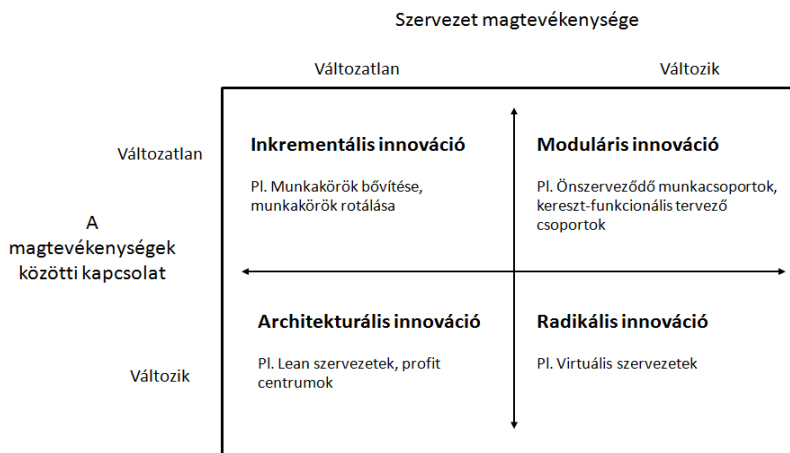 Szervezet magtevékenysége
Változatlan
Változik
Változatlan
Inkrementális innováció
Pl. Munkakörök bővítése,
munkakörök rotálása
Moduláris innováció
Pl. Önszerveződő munkacsoportok,
kereszt-funkcionális tervező
csoportok
A
magtevékenységek
közötti kapcsolat
Változik
Architekturális innováció
Pl. Lean szervezetek, profit
centrumok
Radikális innováció
Pl. Virtuális szervezetek